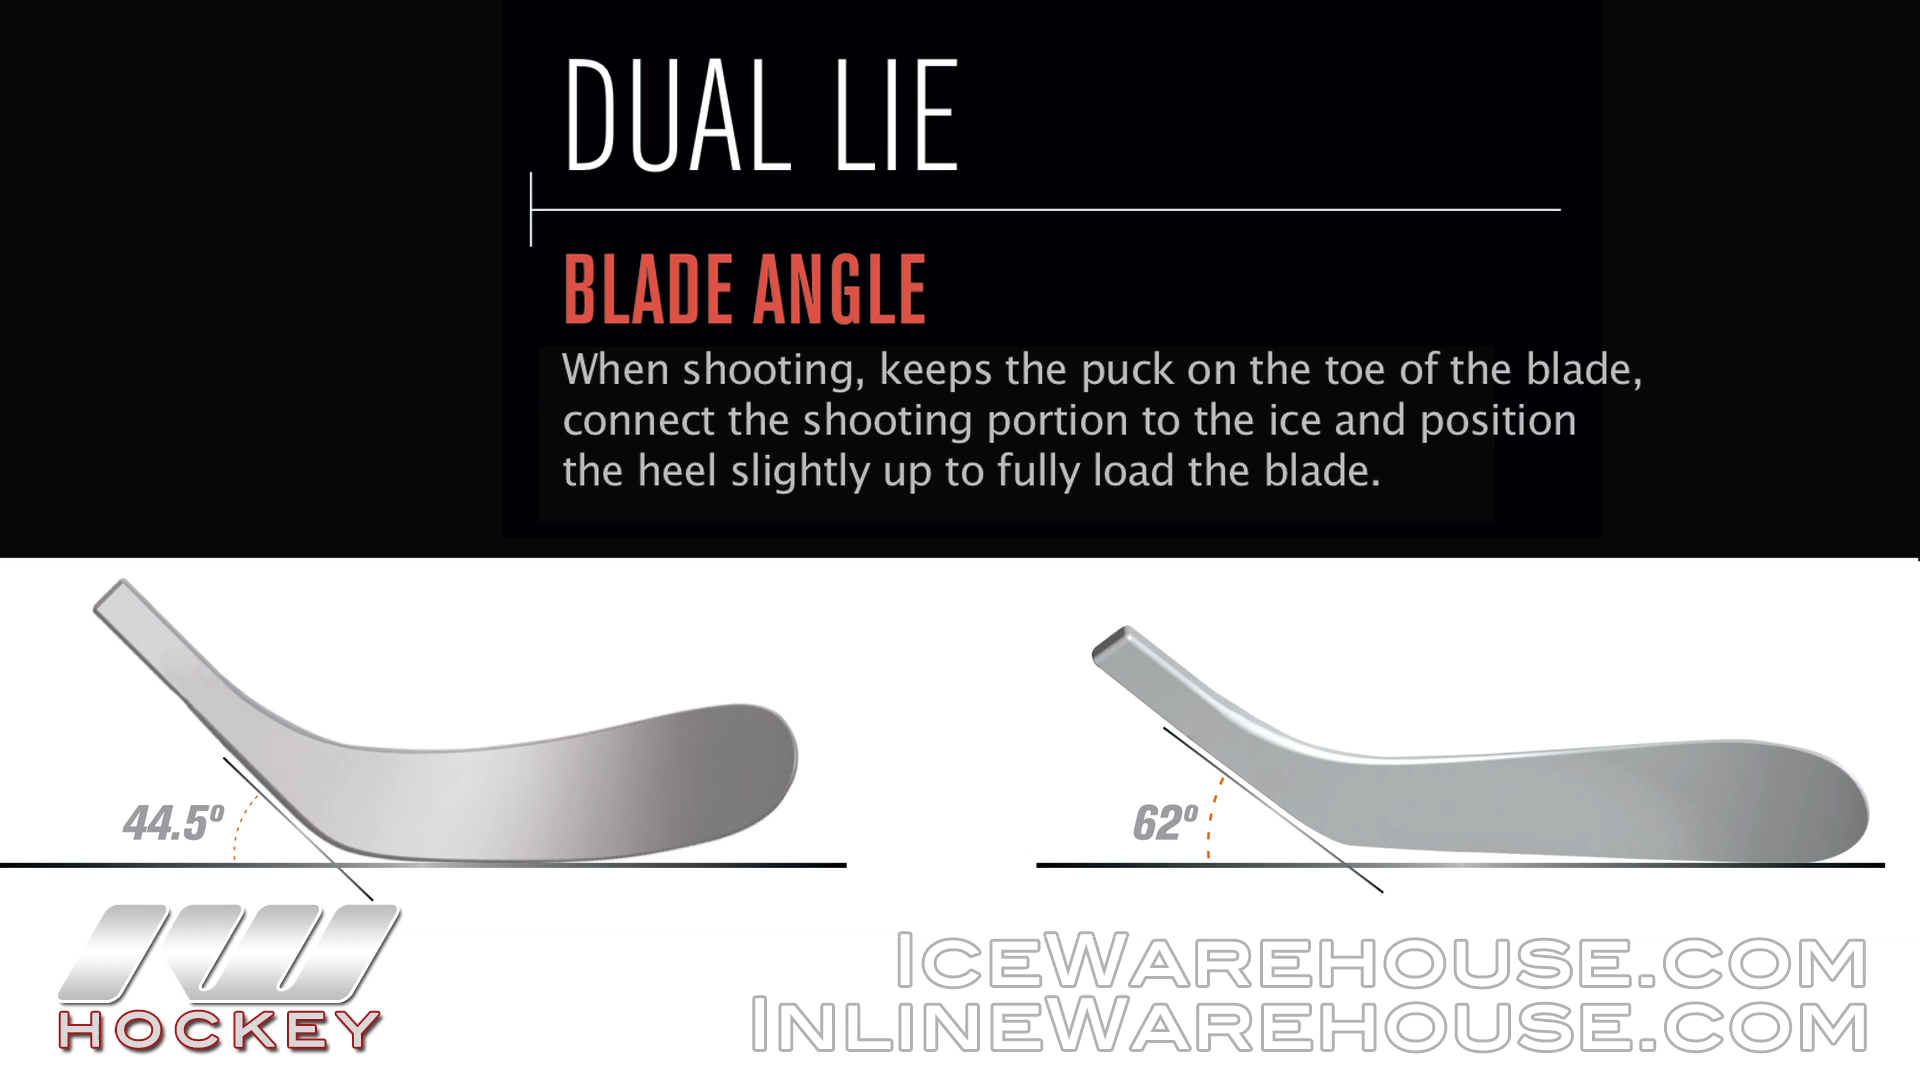 DUAL LIE
BLADE ANGLE
When shooting, keeps the puck on the toe of the blade,
connect the shooting portion to the ice and position
the heel slightly up to fully load the blade.
44.5º
62º
IW
HOCKEY
IceWarehouse.com
InlineWarehouse.com